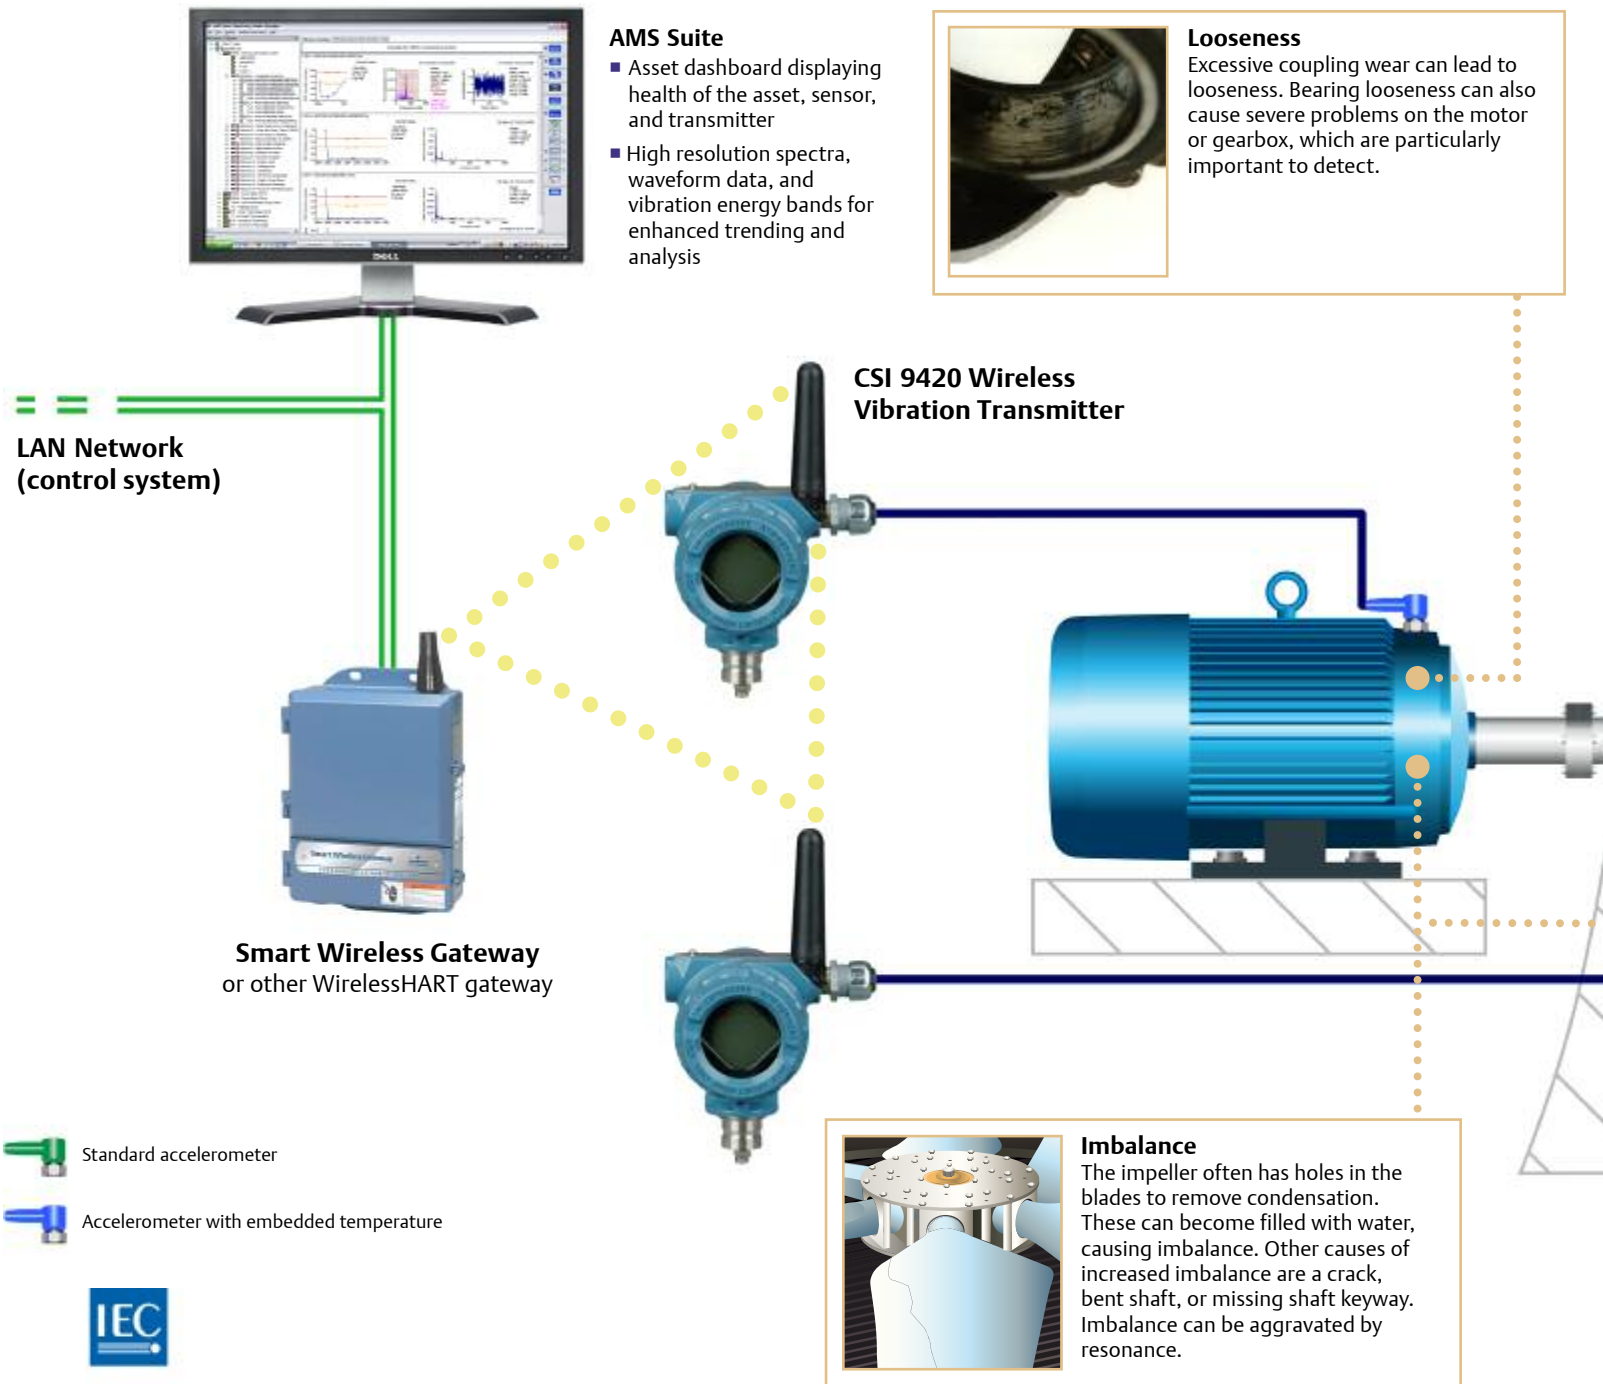 AMS Suite
Asset dashboard displaying
health of the asset, sensor,
and transmitter
High resolution spectra,
waveform data, and
vibration energy bands for
enhanced trending and
analysis
DELL
Looseness
Excessive coupling wear can lead to
looseness. Bearing looseness can also
cause severe problems on the motor
or gearbox, which are particularly
important to detect.
CSI 9420 Wireless
Vibration Transmitter
LAN Network
(control system)
Smart Wireless Gateway
Smart Wireless Gateway
or other WirelessHART gateway
Standard accelerometer
Accelerometer with embedded temperature
IEC
Imbalance
The impeller often has holes in the
blades to remove condensation.
These can become filled with water,
causing imbalance. Other causes of
increased imbalance are a crack,
bent shaft, or missing shaft keyway.
Imbalance can be aggravated by
resonance.